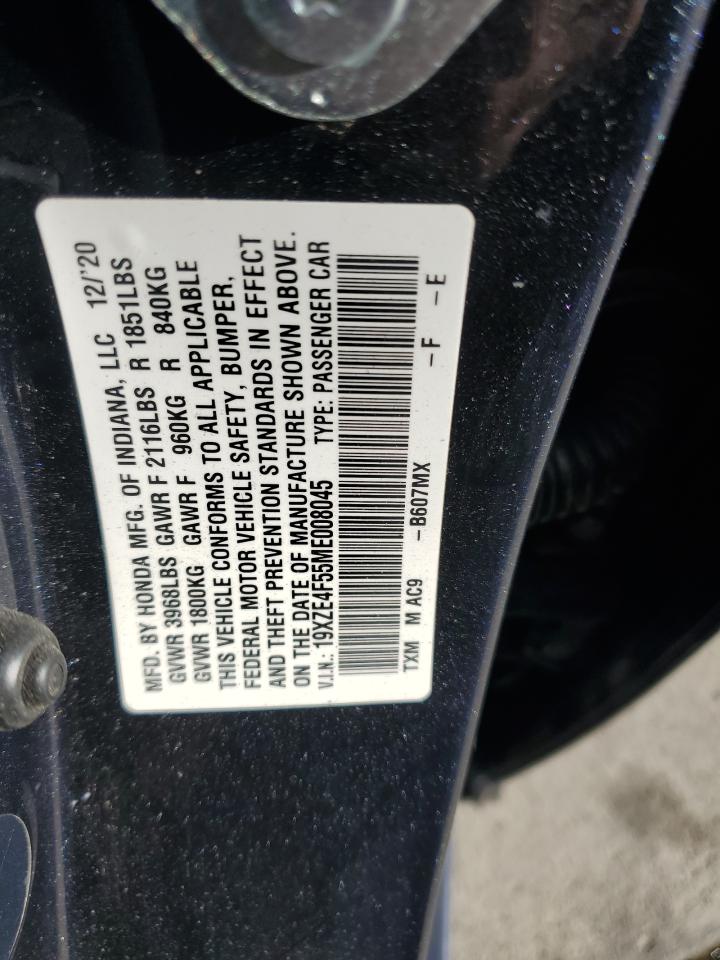 MFD. BY HONDA MFG. OF INDIANA, LLC 12/'20
GVWR 3968LBS GAWR F 2116LBS R 1851LBS
GVWR 1800KG GAWR F 960KG R 840KG
THIS VEHICLE CONFORMS TO ALL APPLICABLE
FEDERAL MOTOR VEHICLE SAFETY, BUMPER,
AND THEFT PREVENTION STANDARDS IN EFFECT
ON THE DATE OF MANUFACTURE SHOWN ABOVE.
V.I.N.: 19XZE4F55ME008045 TYPE: PASSENGER CAR
TXM M AC9 -B607MX -F -E